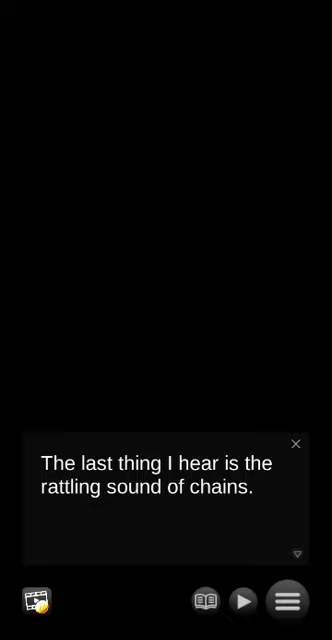 The last thing I hear is the
rattling sound of chains.